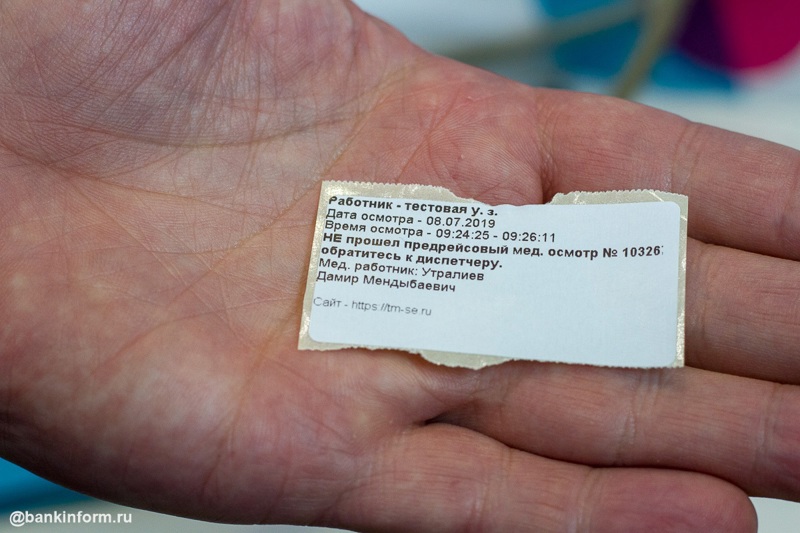 Работник - тестовая у. з.
Дата осмотра - 08.07.2019
Время осмотра - 09:24:25 - 09:26:11
НЕ прошел предрейсовый мед. осмотр № 10326
обратитесь к диспетчеру.
Мед. работник: Утралиев
Дамир Мендыбаевич
Сайт - https://tm-se.ru
@bankinform.ru